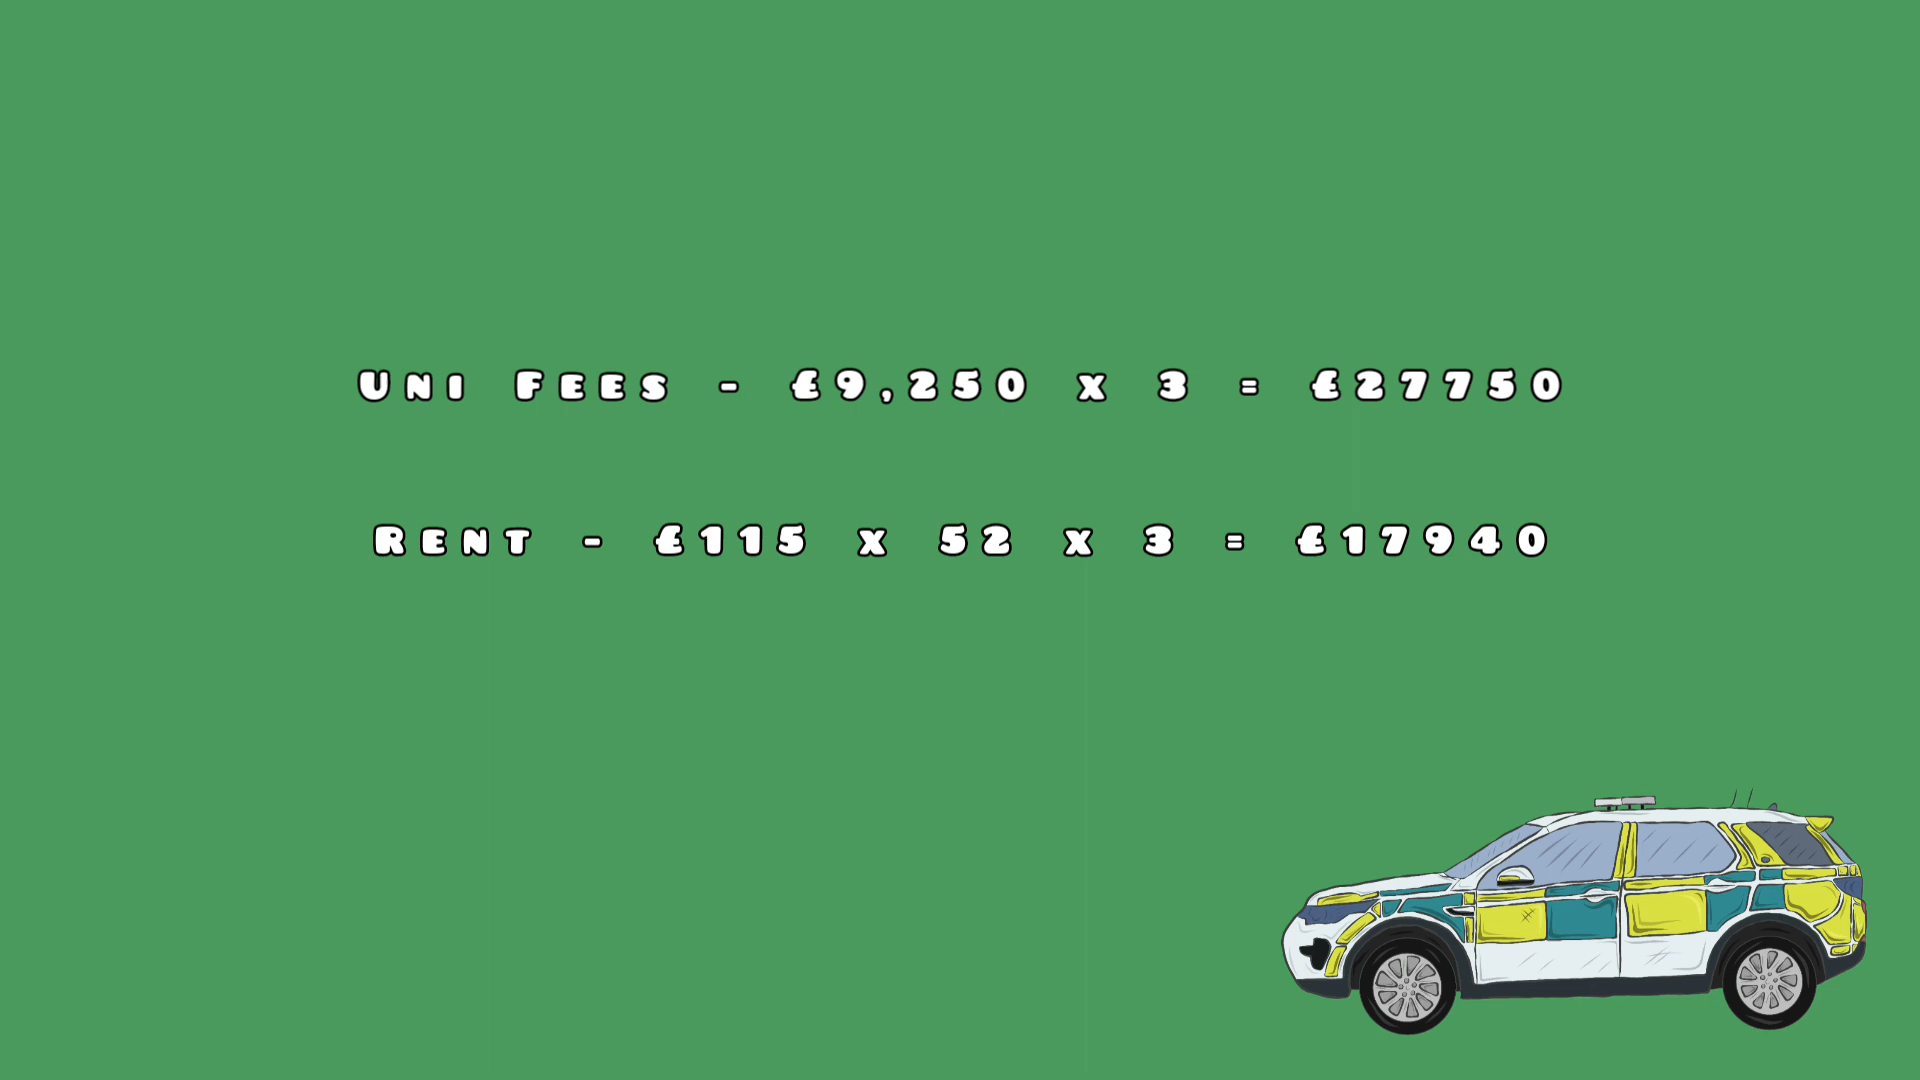 Uni Fees - £9,250 x 3 = £27750
Rent - £115 x 52 x 3 = £17940